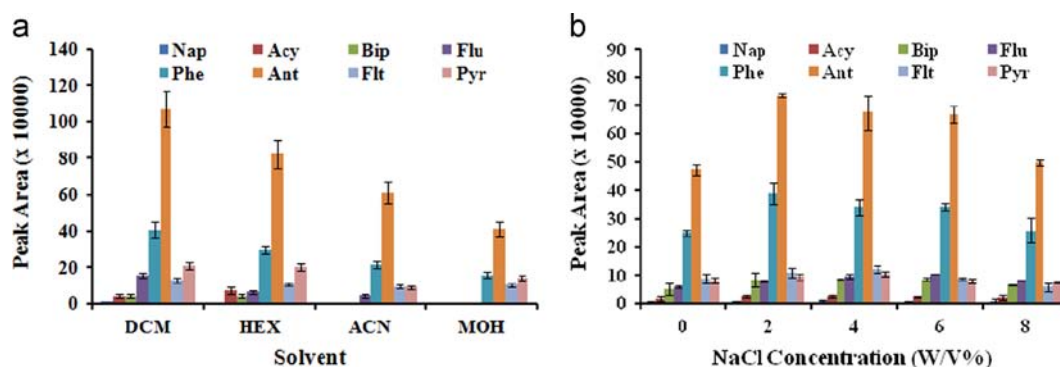 a
Peak Area (x 10000)
140
120
100
80
60
40
20
0
Nap Acy Bip Flu
Phe Ant Flt Pyr
DCM HEX ACN MOH
Solvent
b
Peak Area (x 10000)
90
80
70
60
50
40
30
20
10
0
Nap Acy Bip Flu
Phe Ant Flt Pyr
0 2 4 6 8
NaCl Concentration (W/V%)